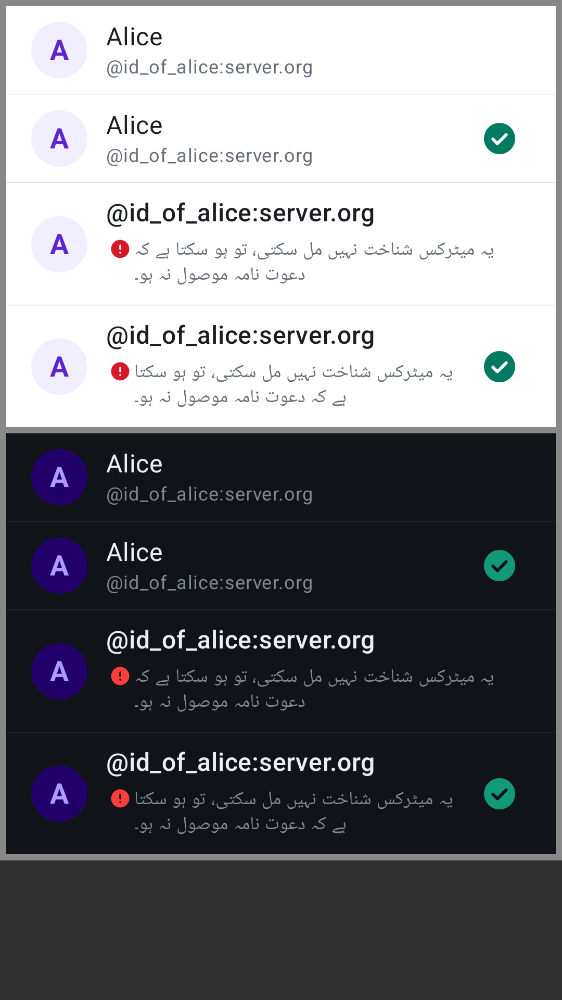 A
Alice
@id_of_alice:server.org
A
Alice
@id_of_alice:server.org
A
@id_of_alice:server.org
یہ میٹرکس شناخت نہیں مل سکتی، تو ہو سکتا ہے کہ
دعوت نامہ موصول نہ ہو۔
A
@id_of_alice:server.org
یہ میٹرکس شناخت نہیں مل سکتی، تو ہو سکتا
ہے کہ دعوت نامہ موصول نہ ہو۔
A
Alice
@id_of_alice:server.org
A
Alice
@id_of_alice:server.org
A
@id_of_alice:server.org
یہ میٹرکس شناخت نہیں مل سکتی، تو ہو سکتا ہے کہ
دعوت نامہ موصول نہ ہو۔
A
@id_of_alice:server.org
یہ میٹرکس شناخت نہیں مل سکتی، تو ہو سکتا
ہے کہ دعوت نامہ موصول نہ ہو۔